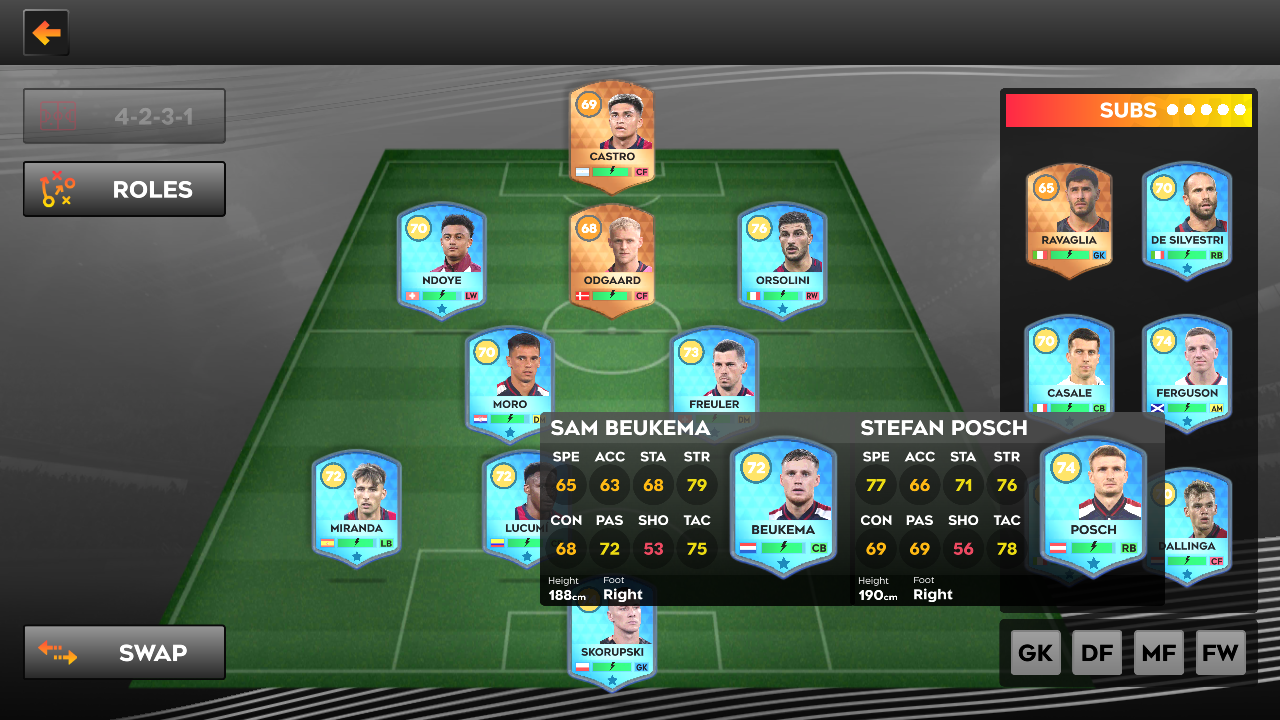 4-2-3-1
ROLES
SUBS
69
CASTRO
CF
70
NDOYE
LW
68
ODGAARD
CF
76
ORSOLINI
RW
65
RAVAGLIA
GK
70
DE SILVESTRI
RB
70
MORO
73
FREULER
DM
70
CASALE
CB
74
FERGUSON
AM
72
MIRANDA
LB
72
SAM BEUKEMA
SPE ACC STA STR
65 63 68 79
CON PAS SHO TAC
68 72 53 75
Height Foot
188cm Right
72
BEUKEMA
CB
STEFAN POSCH
SPE ACC STA STR
77 66 71 76
CON PAS SHO TAC
69 69 56 78
Height Foot
190cm Right
74
POSCH
RB
DALLINGA
CF
SKORUPSKI
GK
SWAP
GK DF MF FW